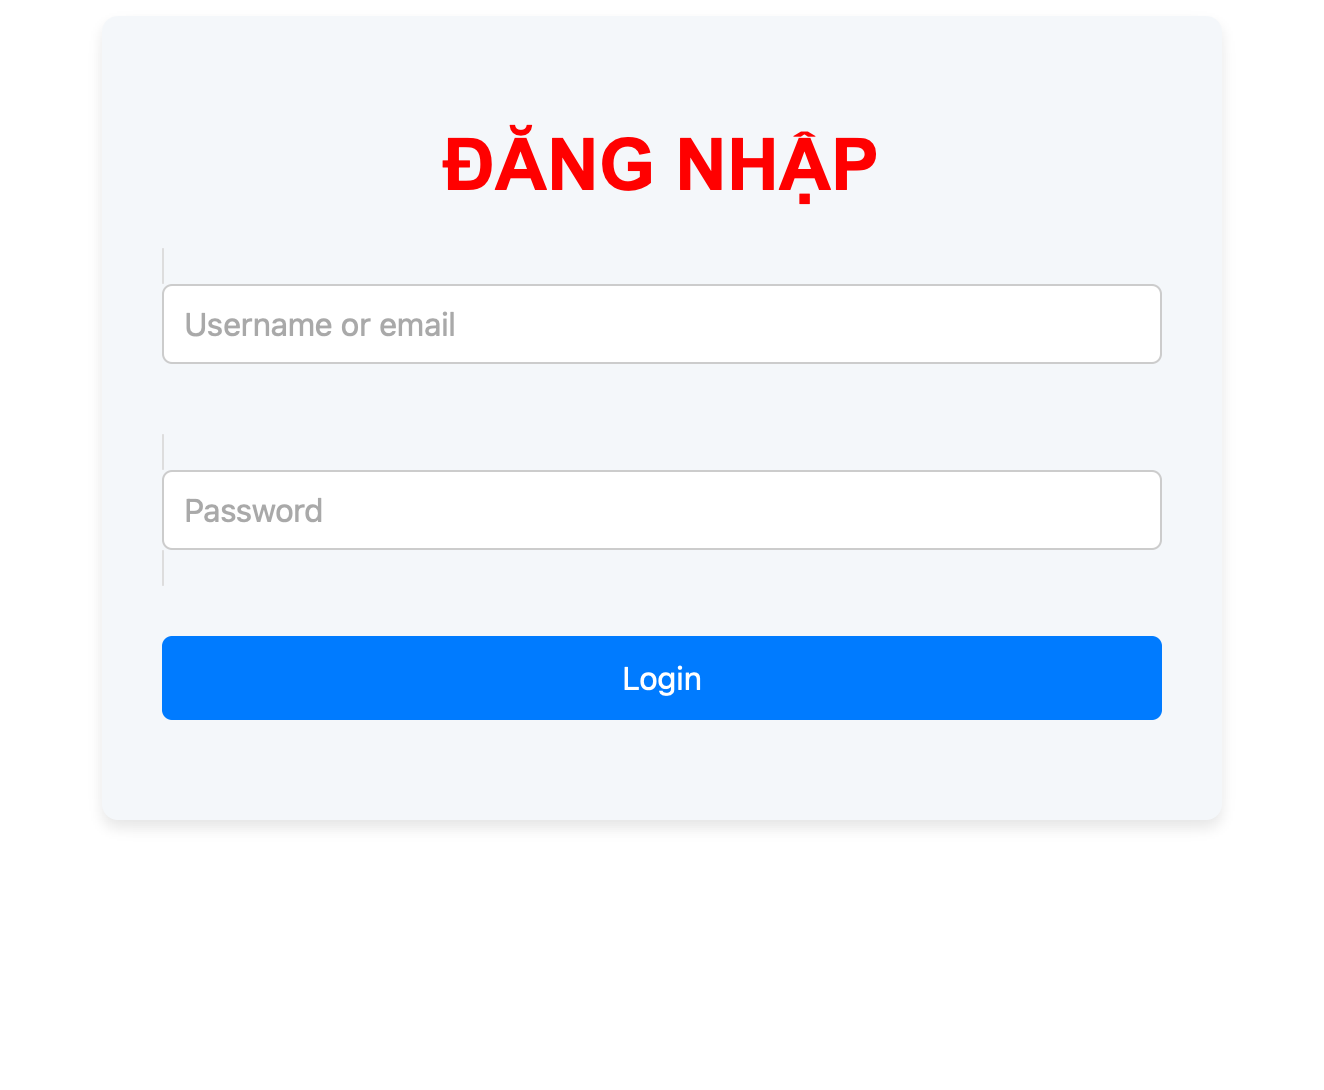 ĐĂNG NHẬP
Username or email
Password
Login